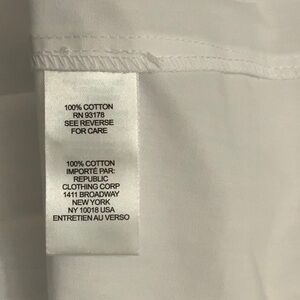 100% COTTON
RN 93178
SEE REVERSE
FOR CARE
100% COTTON
IMPORTÉ PAR:
REPUBLIC
CLOTHING CORP
1411 BROADWAY
NEW YORK
NY 10018 USA
ENTRETIEN AU VERSO